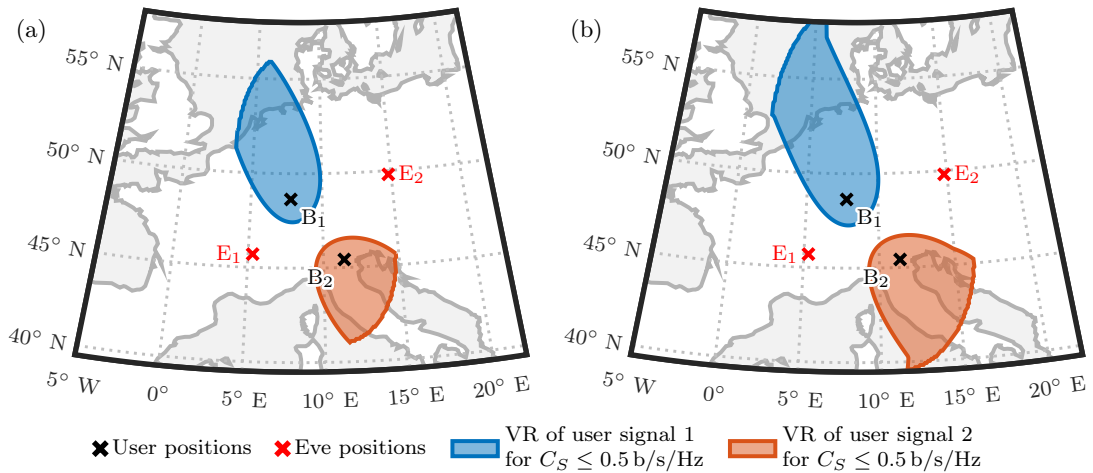 (a)
55° N
50° N
45° N
40° N
5° W
0°
5° E
10° E
15° E
20° E
B1
B2
E1
E2
(b)
55° N
50° N
45° N
40° N
5° W
0°
5° E
10° E
15° E
20° E
B1
B2
E1
E2
User positions
Eve positions
VR of user signal 1
for C_S ≤ 0.5 b/s/Hz
VR of user signal 2
for C_S ≤ 0.5 b/s/Hz